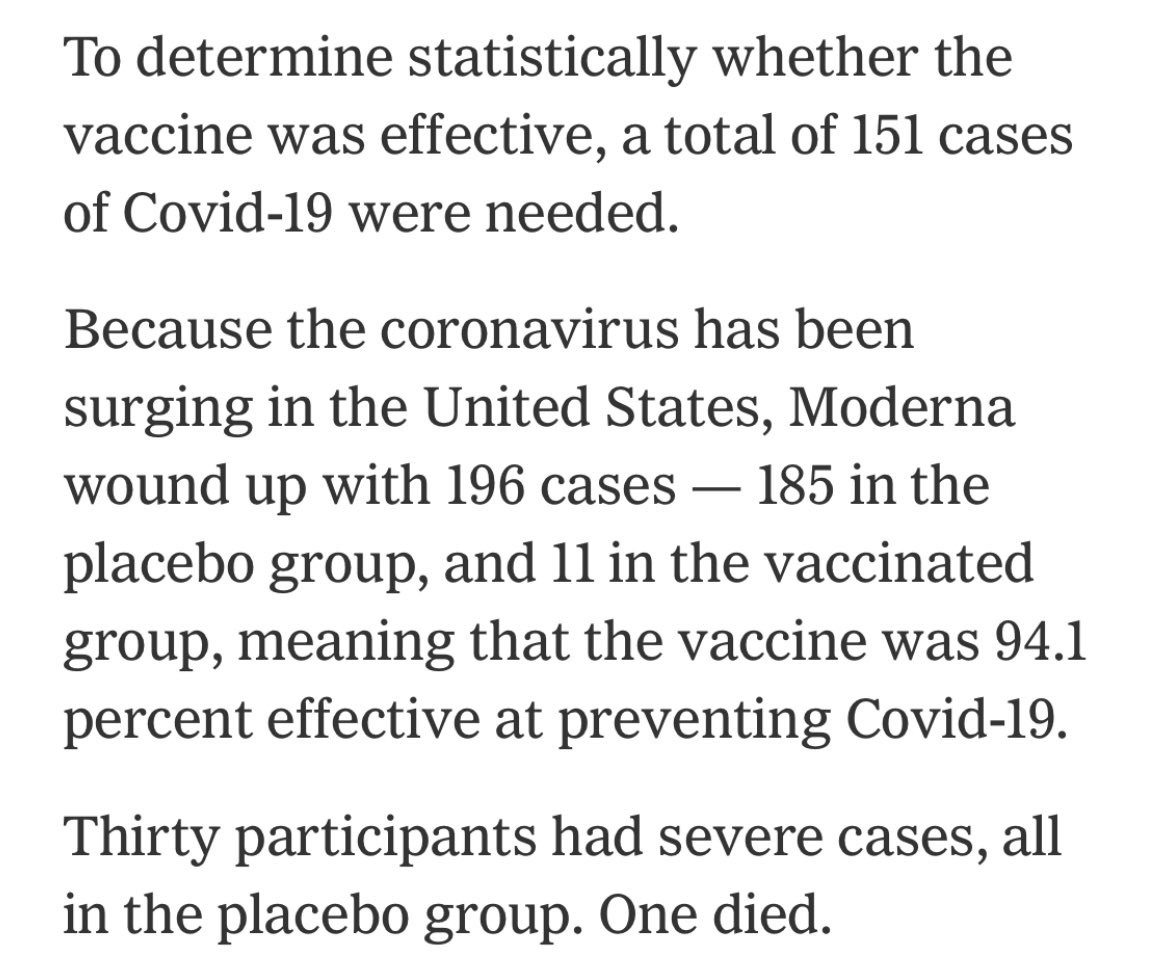 To determine statistically whether the
vaccine was effective, a total of 151 cases
of Covid-19 were needed.
Because the coronavirus has been
surging in the United States, Moderna
wound up with 196 cases — 185 in the
placebo group, and 11 in the vaccinated
group, meaning that the vaccine was 94.1
percent effective at preventing Covid-19.
Thirty participants had severe cases, all
in the placebo group. One died.